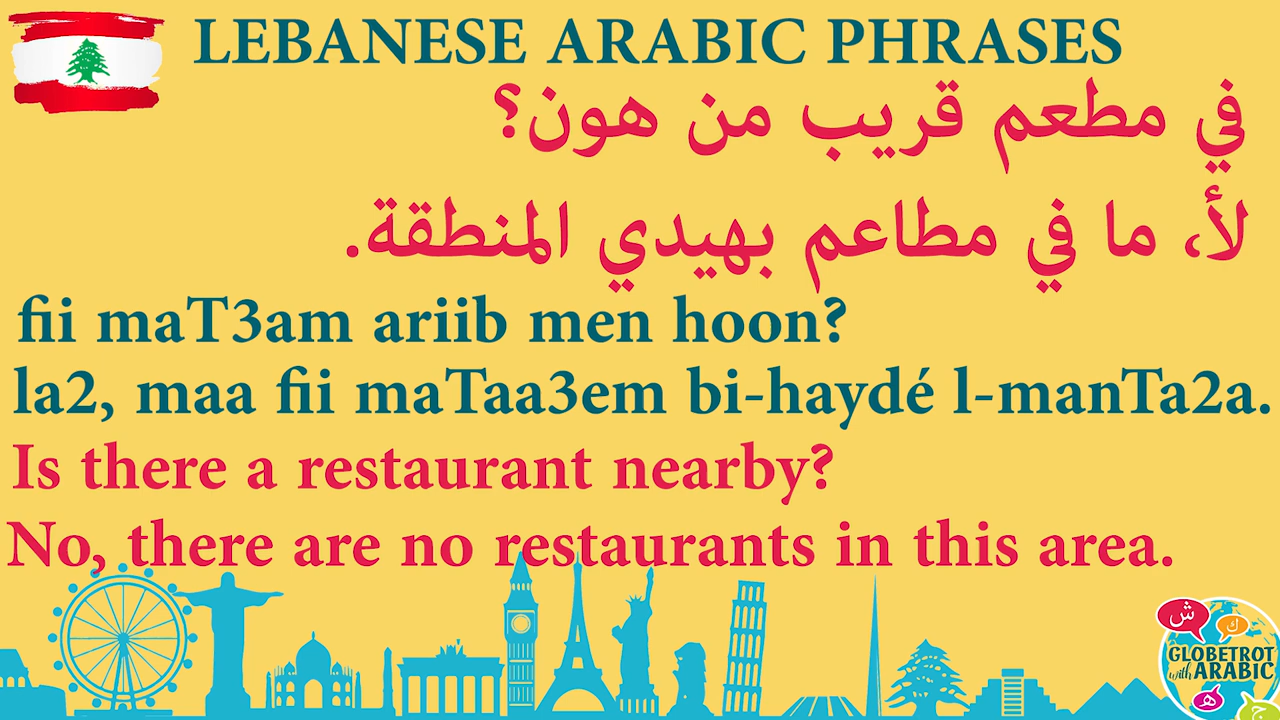 LEBANESE ARABIC PHRASES
في مطعم قريب من هون؟
لأ، ما في مطاعم بهيدي المنطقة.
fii maT3am ariib men hoon?
la2, maa fii maTaa3em bi-haydé l-manTa2a.
Is there a restaurant nearby?
No, there are no restaurants in this area.
ش
ك
GLOBETROT
with ARABIC
ه
ج